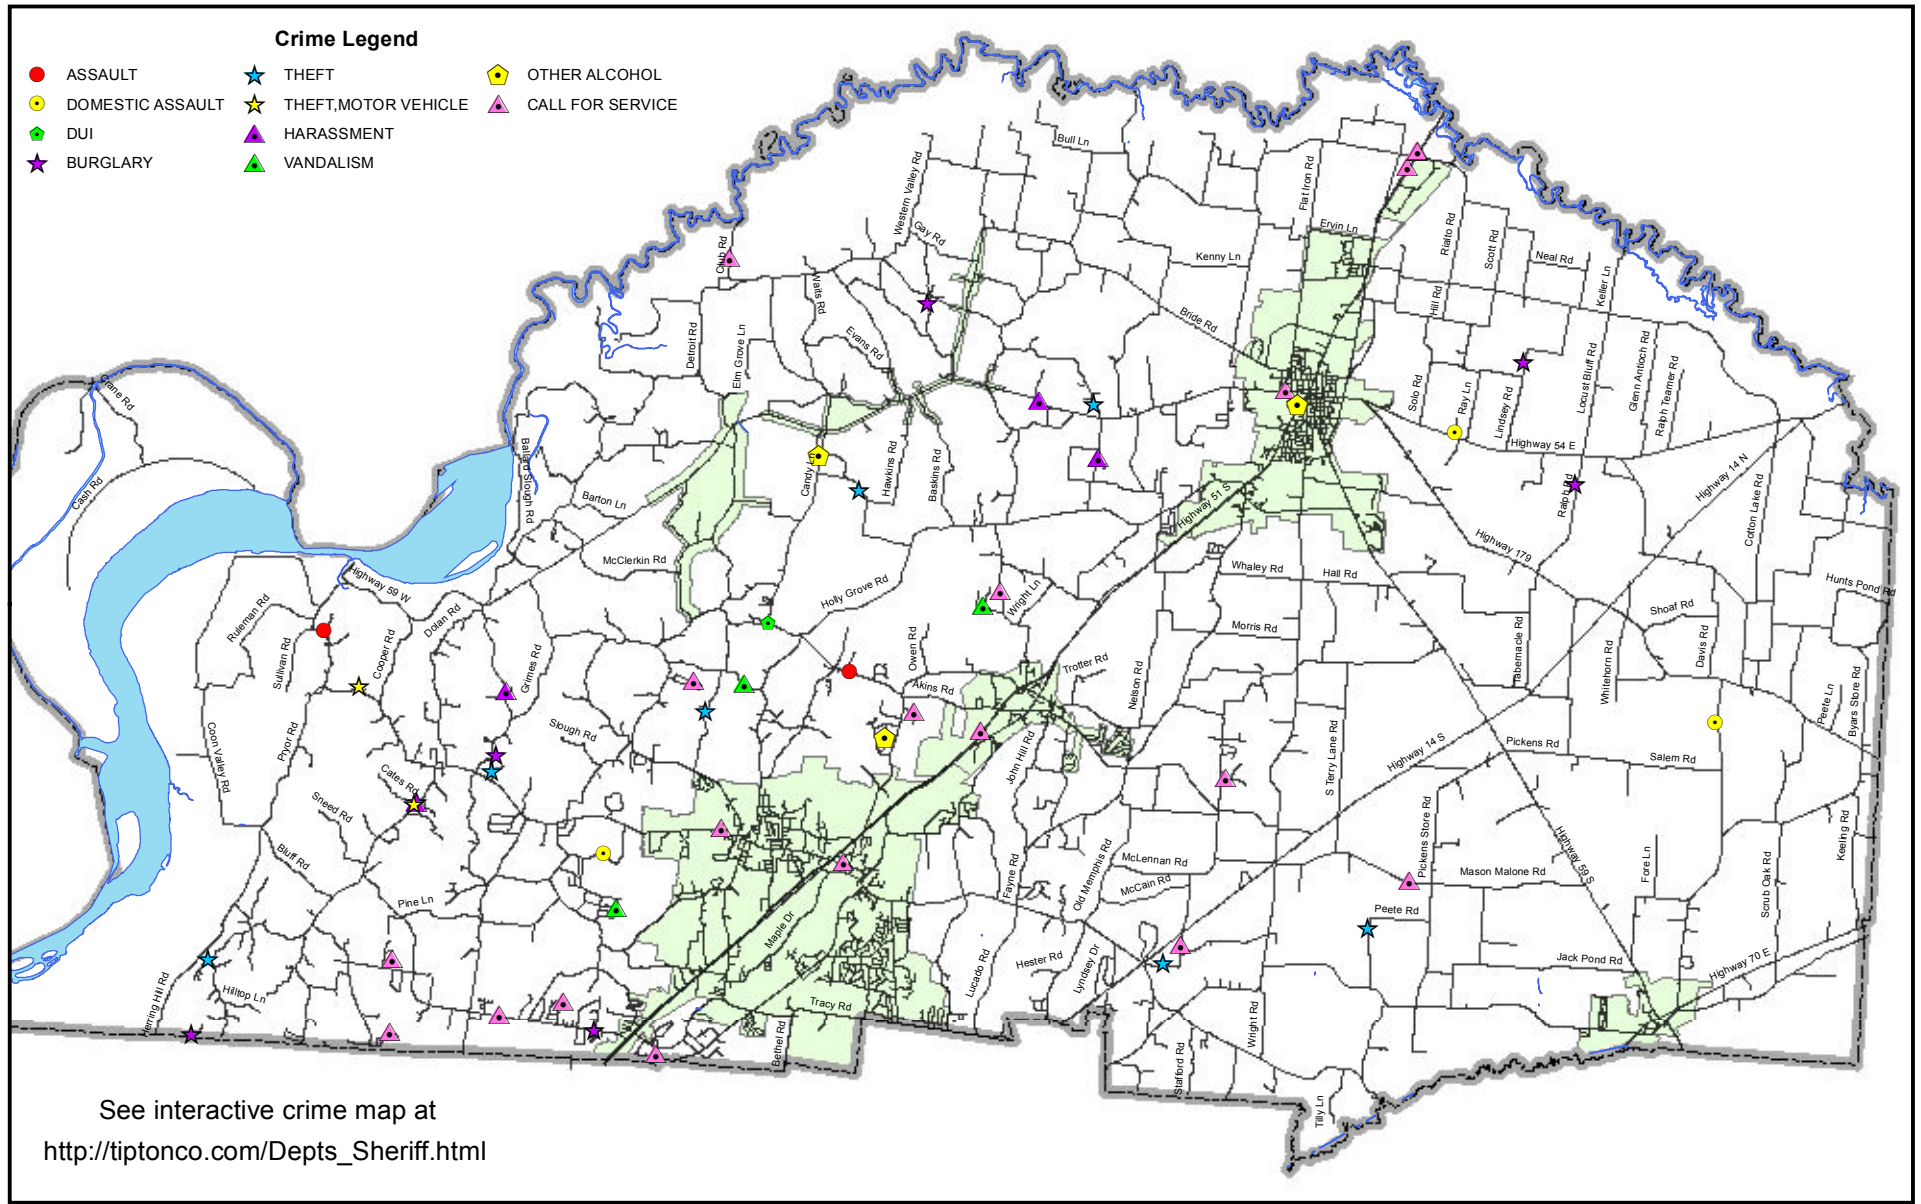 Crime Legend
ASSAULT
DOMESTIC ASSAULT
DUI
BURGLARY
THEFT
THEFT,MOTOR VEHICLE
HARASSMENT
VANDALISM
OTHER ALCOHOL
CALL FOR SERVICE
Bull Ln
Western Valley Rd
Flat Iron Rd
Gay Rd
Ervin Ln
Club Rd
Rialto Rd
Scott Rd
Kenny Ln
Neal Rd
Keller Ln
Waits Rd
Hill Rd
Bride Rd
Detroit Rd
Elm Grove Ln
Evans Rd
Solo Rd
Ray Ln
Lindsey Rd
Locust Bluff Rd
Glenn Antioch Rd
Ralph Teamer Rd
Crane Rd
Cash Rd
Ballard Slough Rd
Barton Ln
Candy Ln
Hawkins Rd
Baskins Rd
Highway 54 E
Highway 14 N
Ralph Rd
Cotton Lake Rd
Highway 51 S
Highway 179
McClerkin Rd
Holly Grove Rd
Wright Ln
Whaley Rd
Hall Rd
Hunts Pond Rd
Highway 59 W
Ruleman Rd
Dolan Rd
Sullivan Rd
Cooper Rd
Grimes Rd
Owen Rd
Morris Rd
Shoaf Rd
Tabernacle Rd
Whitehorn Rd
Davis Rd
Trotter Rd
Akins Rd
Nelson Rd
Peete Ln
Byars Store Rd
Coon Valley Rd
Pryor Rd
Slough Rd
John Hill Rd
S Terry Lane Rd
Highway 14 S
Pickens Rd
Salem Rd
Cates Rd
Sneed Rd
Bluff Rd
Pine Ln
Maple Dr
Fayne Rd
Old Memphis Rd
McLennan Rd
McCain Rd
Pickens Store Rd
Mason Malone Rd
Highway 59 S
Fore Ln
Scrub Oak Rd
Keeling Rd
Peete Rd
Herring Hill Rd
Hilltop Ln
Lucado Rd
Hester Rd
Lyndsey Dr
Jack Pond Rd
Highway 70 E
Tracy Rd
Bethel Rd
Wright Rd
Stafford Rd
Tilly Ln
See interactive crime map at
http://tiptonco.com/Depts_Sheriff.html